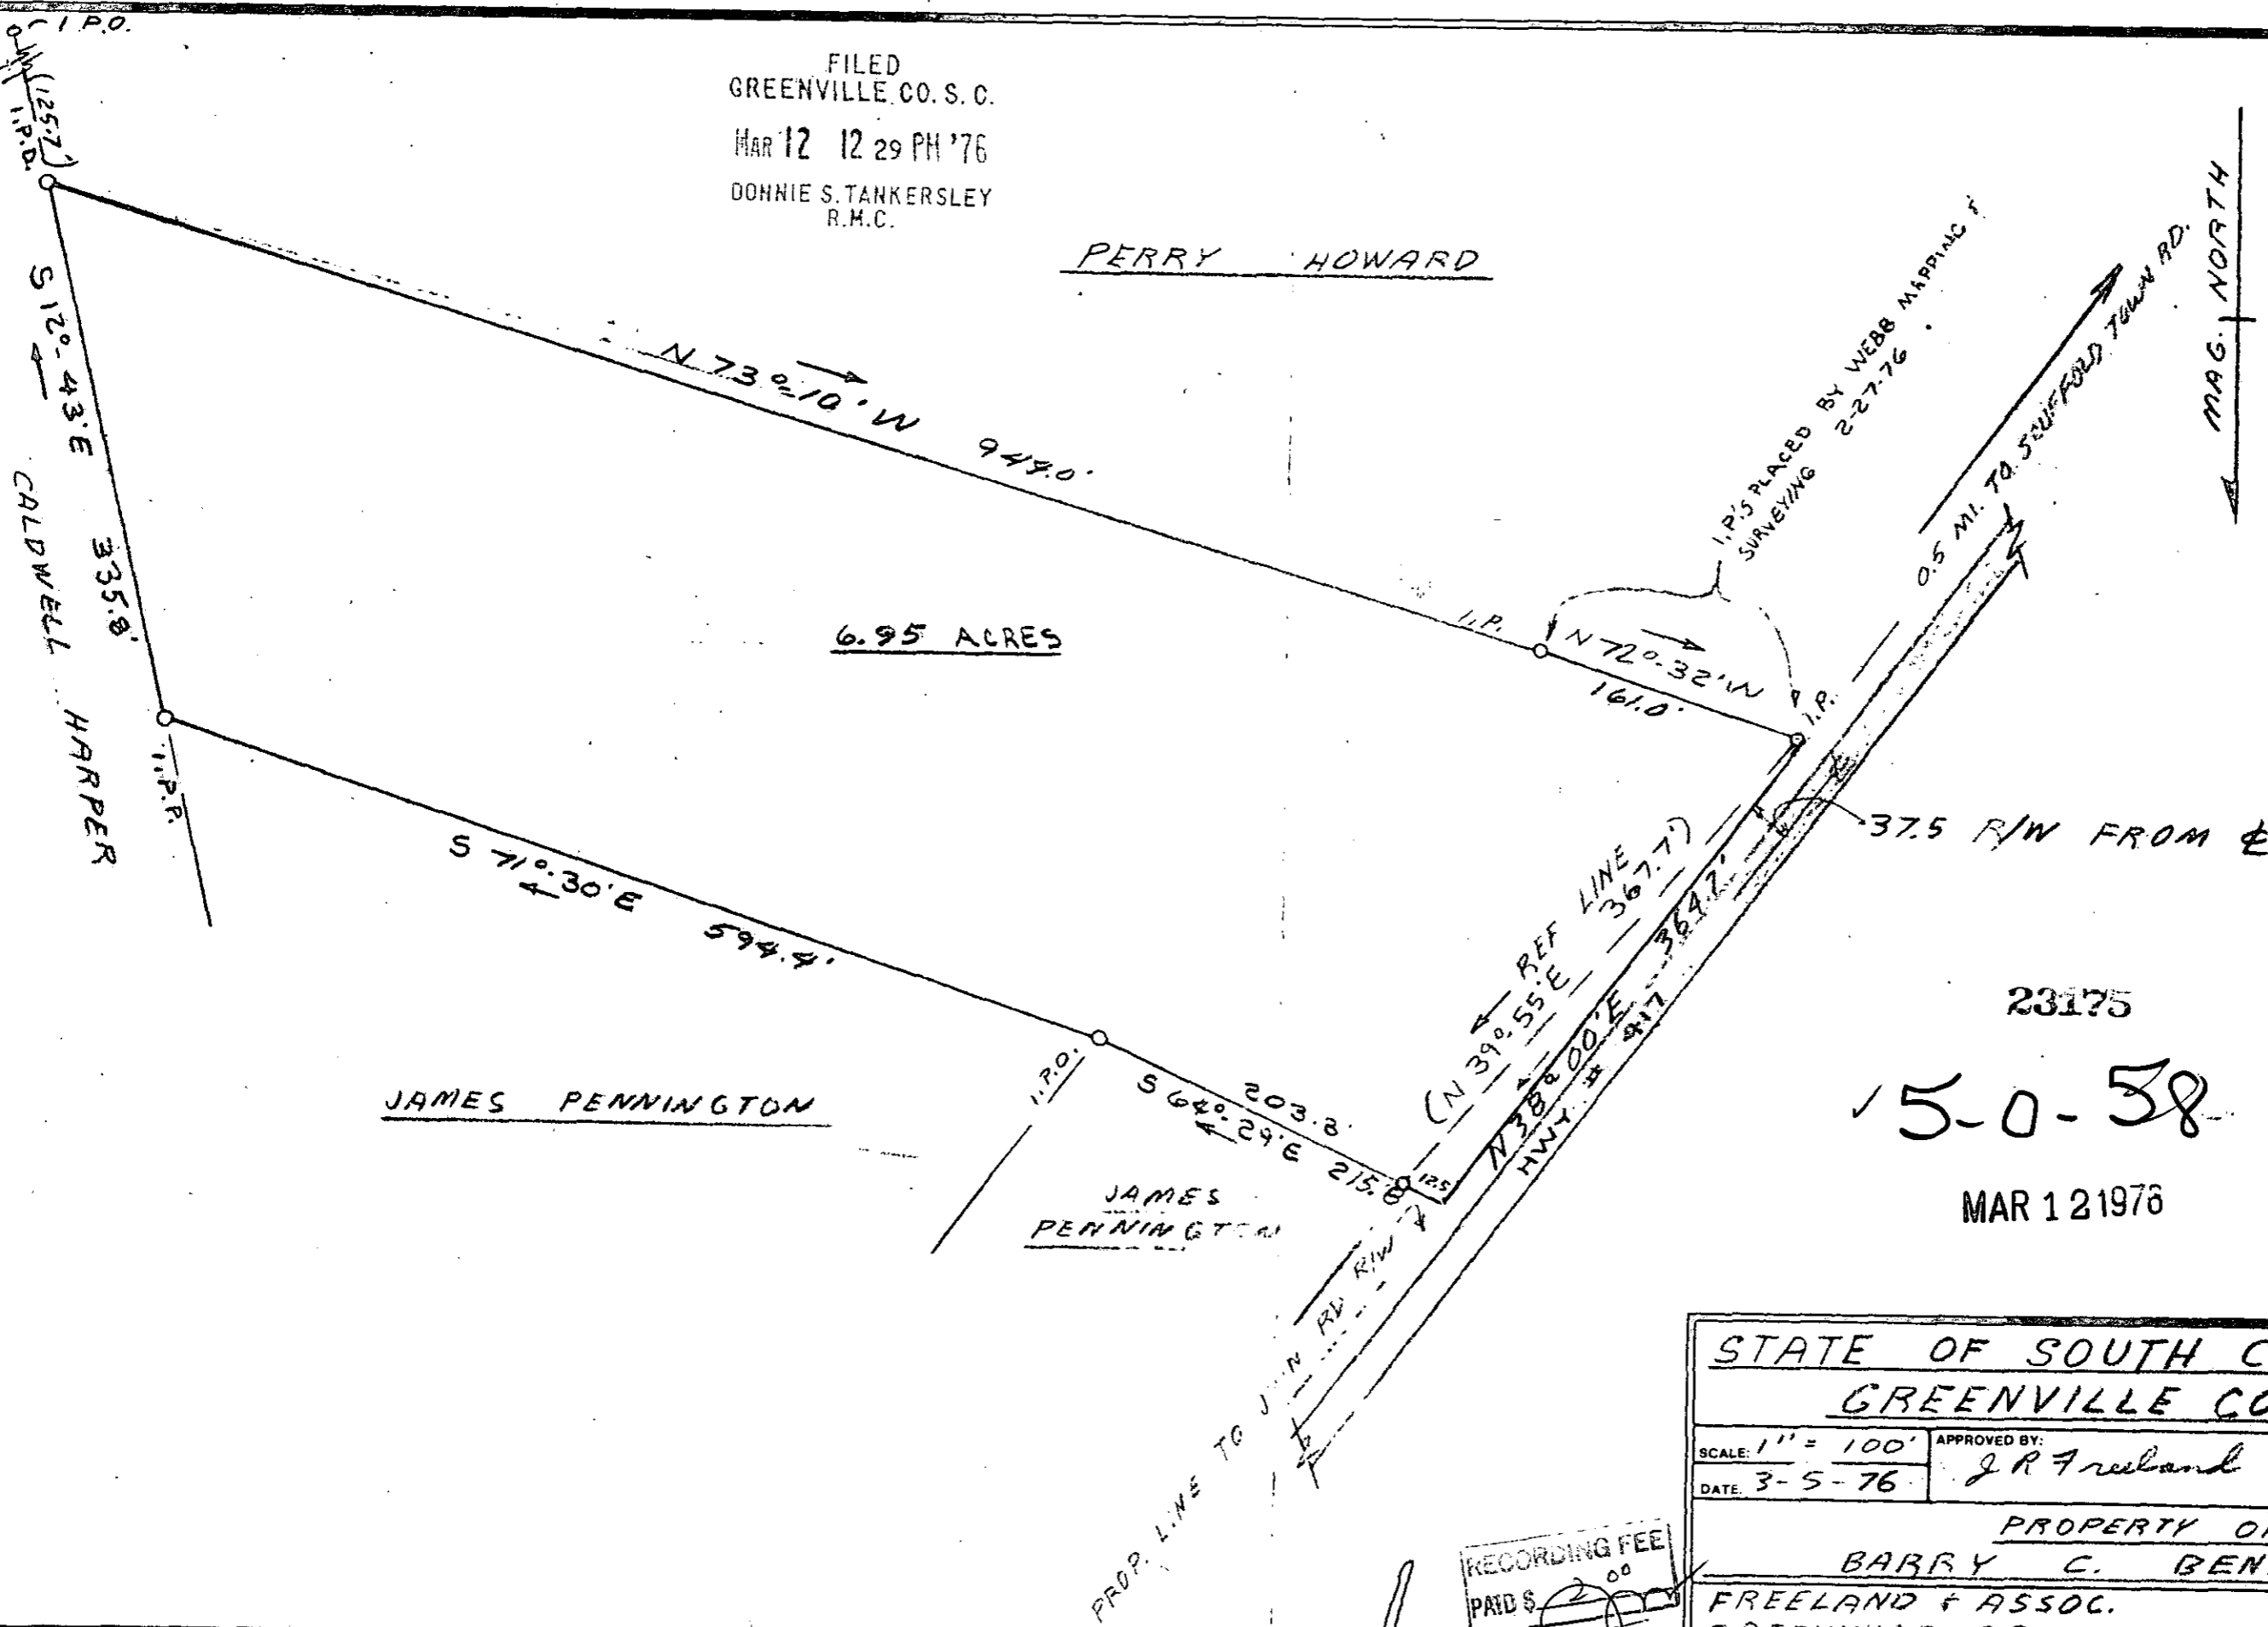 I.P.O.
(125.7')
I.P.O.
FILED
GREENVILLE, CO. S. C.
MAR 12 12 29 PM '76
DONNIE S. TANKERSLEY
R.M.C.
PERRY HOWARD
MAG. NORTH
I.P.'S PLACED BY WEBB MAPPING &
SURVEYING 2-27-76
0.5 MI. TO SCUFFORD TOWN RD.
S 12°-43'E 335.8'
CALDWELL HARPER
N 73°-10' W 944.0'
6.95 ACRES
I.P.
N 72°-32' W
161.0'
I.P.
37.5 R/W FROM ℄
I.P.P.
S 71°-30' E 594.4'
REF LINE
(N 39°-55' E 367.7')
N 38°-00' E 364.7'
HWY. # 417
23175
✓ 5-O-58
MAR 12 1976
I.P.O.
203.3'
S 64°-29' E 215.8
12.5
JAMES PENNINGTON
JAMES
PENNINGTON
PROP. LINE TO JOIN RD R/W
STATE OF SOUTH C
GREENVILLE CO
SCALE: 1" = 100'
APPROVED BY:
J R Freeland
DATE: 3-5-76
PROPERTY O
BARRY C. BEN
RECORDING FEE
PAID $ 2 00
FREELAND & ASSOC.